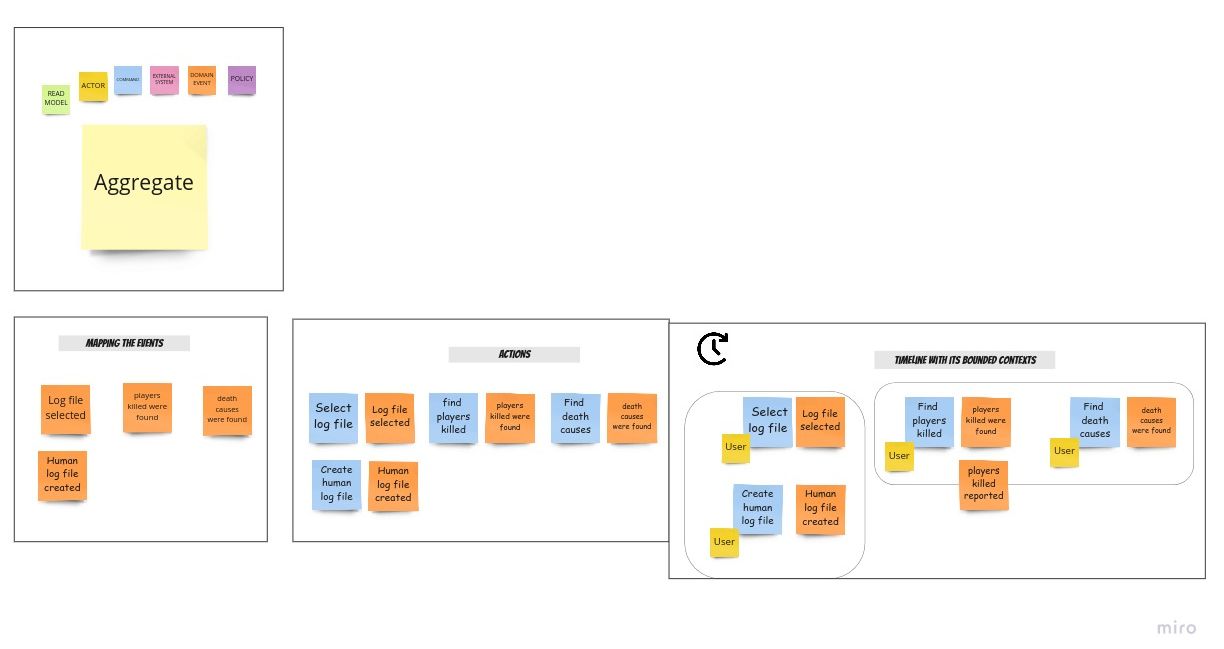 READ
MODEL
ACTOR
COMMAND
EXTERNAL
SYSTEM
DOMAIN
EVENT
POLICY
Aggregate
MAPPING THE EVENTS
Log file
selected
players
killed were
found
death
causes
were found
Human
log file
created
ACTIONS
Select
log file
Log file
selected
find
players
killed
players
killed were
found
Find
death
causes
death
causes
were found
Create
human
log file
Human
log file
created
TIMELINE WITH ITS BOUNDED CONTEXTS
Select
log file
Log file
selected
User
Create
human
log file
Human
log file
created
User
Find
players
killed
players
killed were
found
User
players
killed
reported
Find
death
causes
death
causes
were found
User
miro